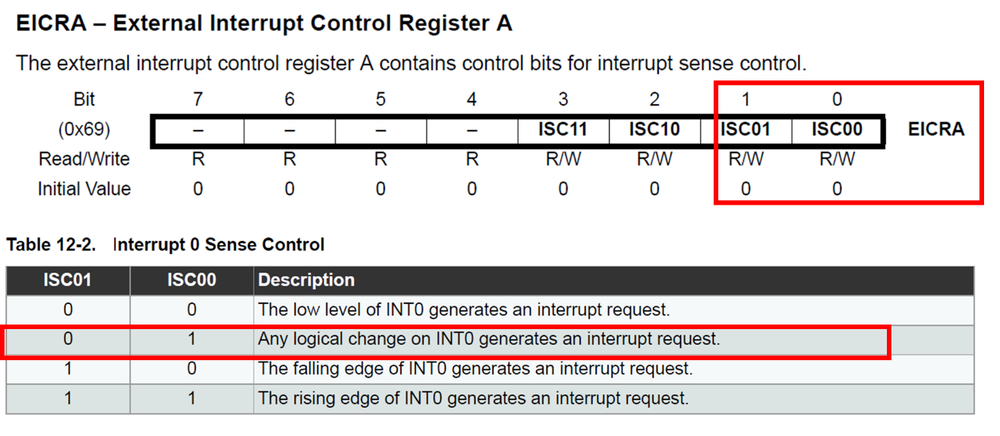 EICRA – External Interrupt Control Register A
The external interrupt control register A contains control bits for interrupt sense control.
Bit 7 6 5 4 3 2 1 0
(0x69) – – – – ISC11 ISC10 ISC01 ISC00 EICRA
Read/Write R R R R R/W R/W R/W R/W
Initial Value 0 0 0 0 0 0 0 0
Table 12-2. Interrupt 0 Sense Control
ISC01 ISC00 Description
0 0 The low level of INT0 generates an interrupt request.
0 1 Any logical change on INT0 generates an interrupt request.
1 0 The falling edge of INT0 generates an interrupt request.
1 1 The rising edge of INT0 generates an interrupt request.